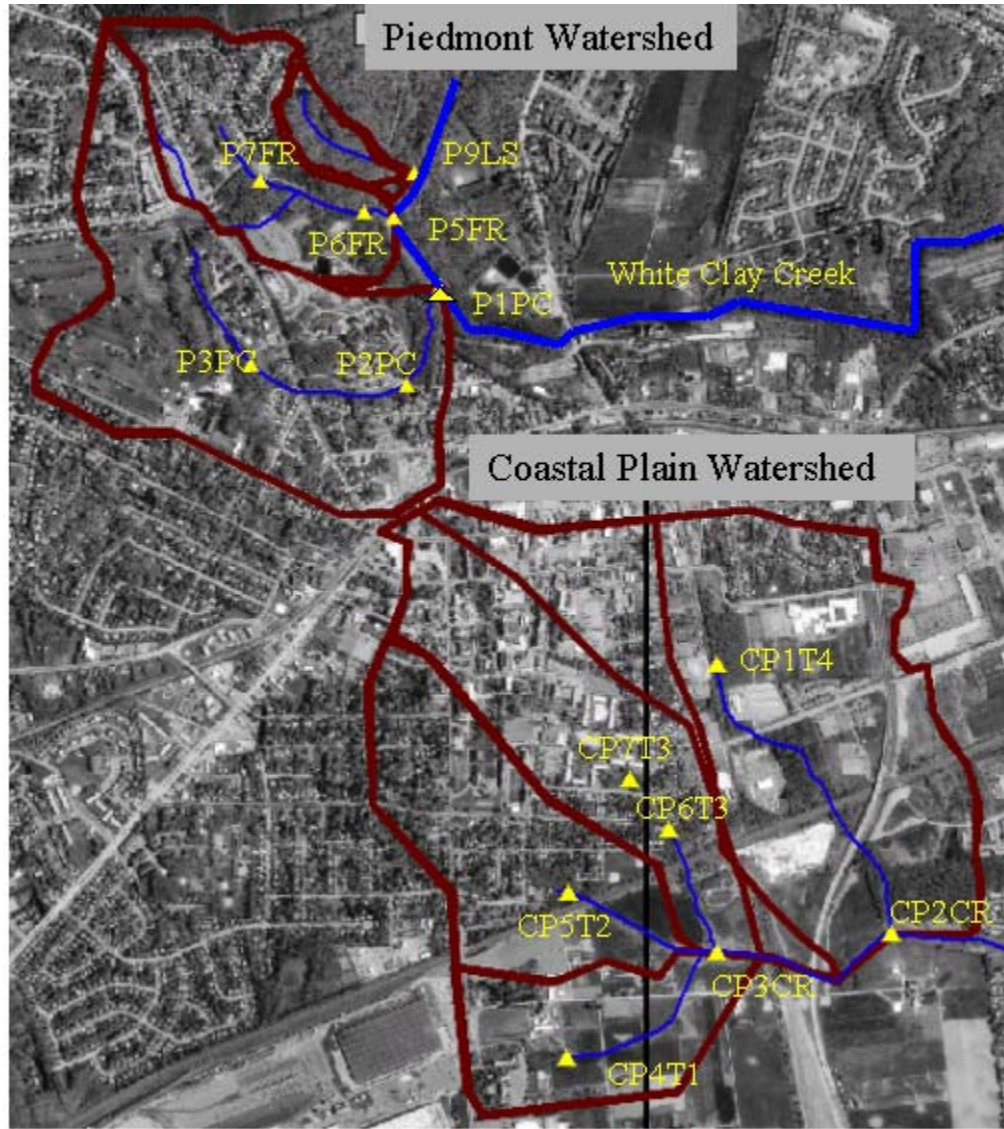 Piedmont Watershed
P7FR
P9LS
P6FR
P5FR
White Clay Creek
P1PC
P3PC
P2PC
Coastal Plain Watershed
CP1T4
CP7T3
CP6T3
CP5T2
CP2CR
CP3CR
CP4T1